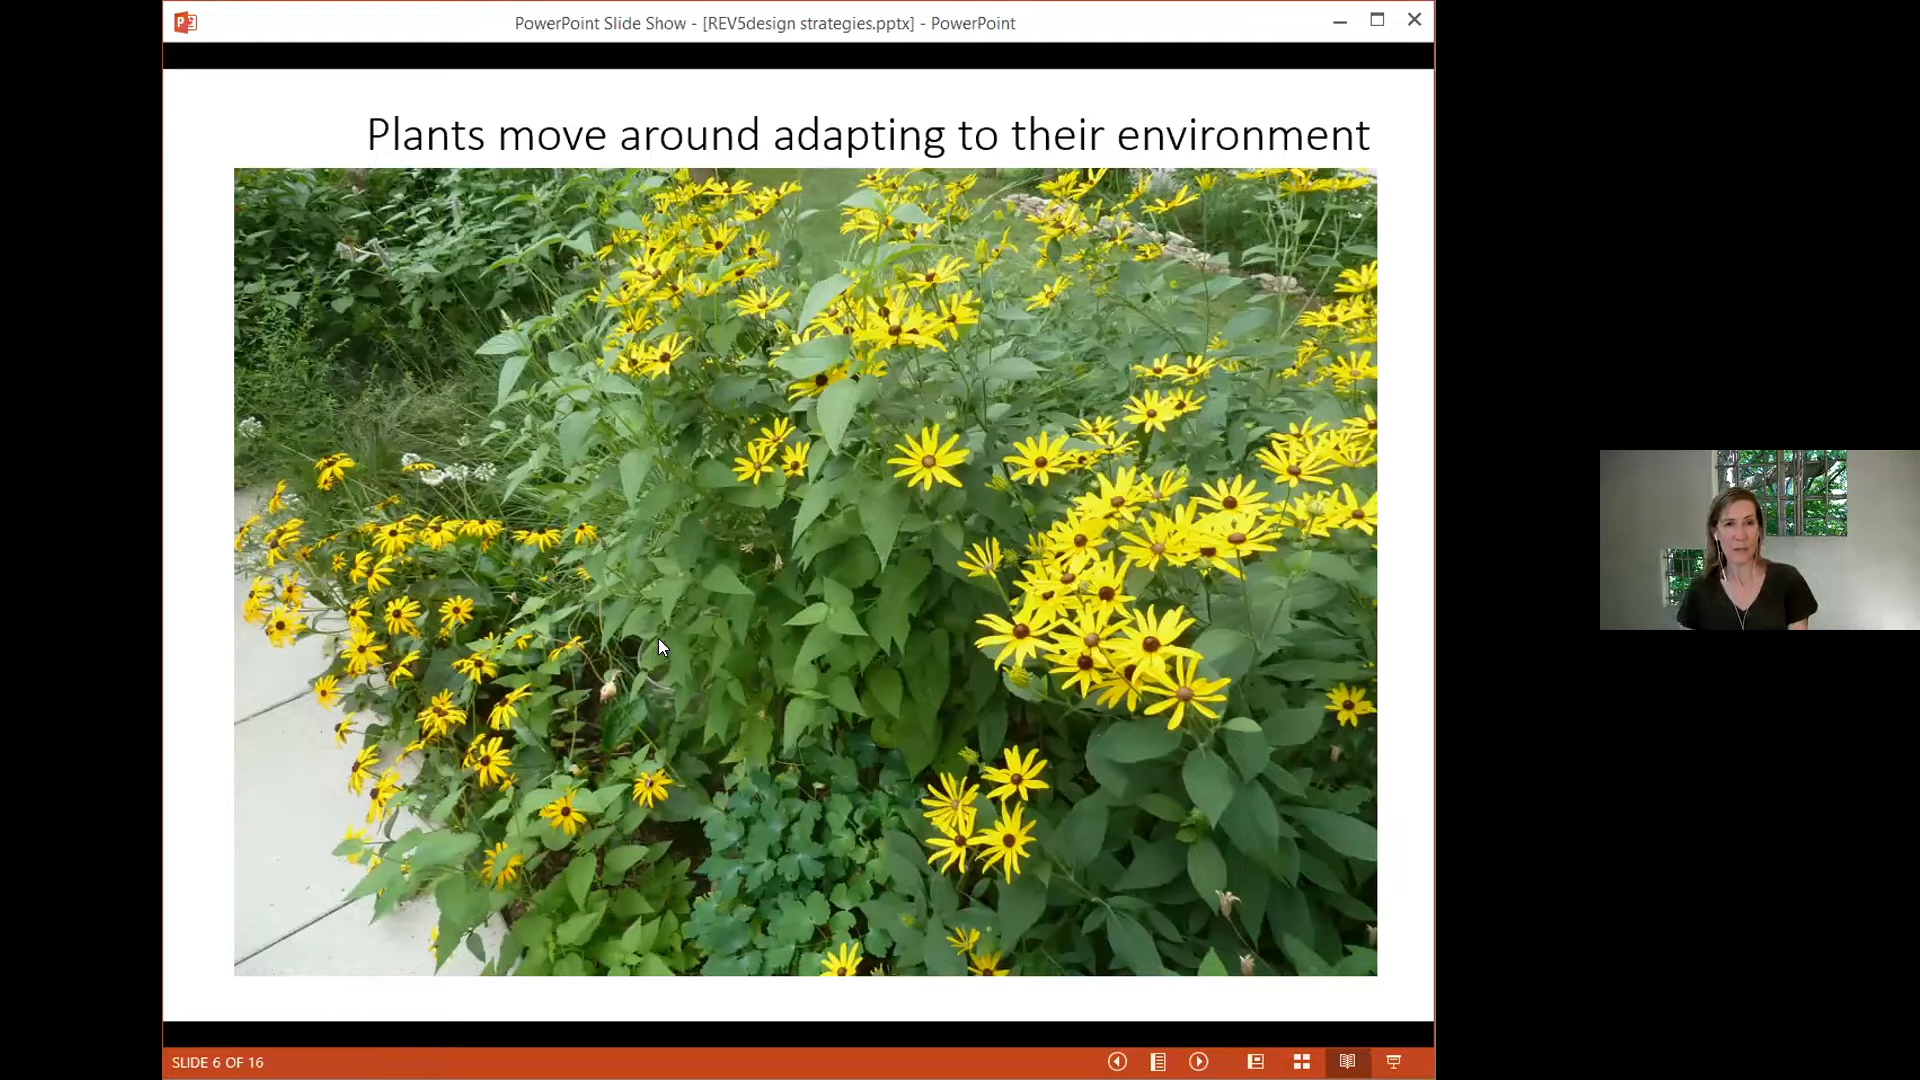 PowerPoint Slide Show - [REV5design strategies.pptx] - PowerPoint
Plants move around adapting to their environment
SLIDE 6 OF 16